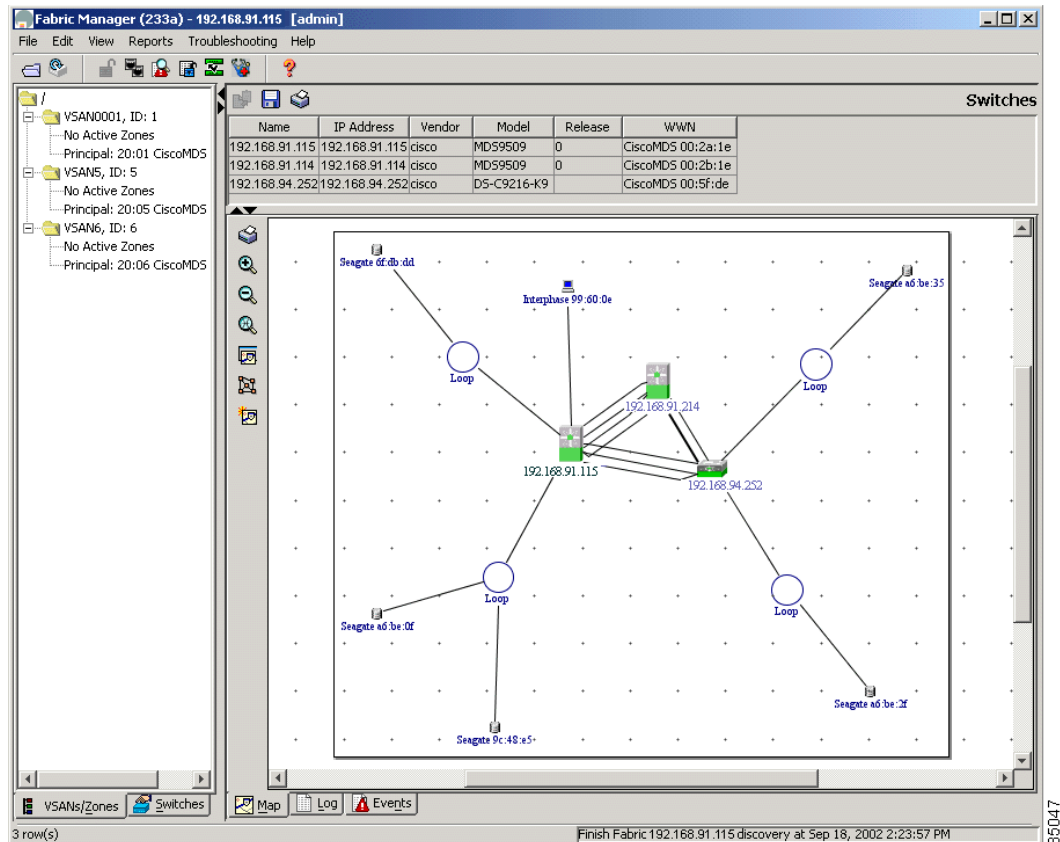 Fabric Manager (233a) - 192.168.91.115 [admin]
File Edit View Reports Troubleshooting Help
/
VSAN0001, ID: 1
No Active Zones
Principal: 20:01 CiscoMDS
VSAN5, ID: 5
No Active Zones
Principal: 20:05 CiscoMDS
VSAN6, ID: 6
No Active Zones
Principal: 20:06 CiscoMDS
Switches
Name IP Address Vendor Model Release WWN
192.168.91.115 192.168.91.115 cisco MDS9509 0 CiscoMDS 00:2a:1e
192.168.91.114 192.168.91.114 cisco MDS9509 0 CiscoMDS 00:2b:1e
192.168.94.252 192.168.94.252 cisco DS-C9216-K9 CiscoMDS 00:5f:de
Seagate 6f:db:dd
Interphase 99:60:0e
Seagate a6:be:35
Loop
Loop
192.168.91.214
192.168.91.115
192.168.94.252
Loop
Loop
Seagate a6:be:0f
Seagate a6:be:2f
Seagate 9c:48:e5
VSANs/Zones Switches
Map Log Events
3 row(s)
Finish Fabric 192.168.91.115 discovery at Sep 18, 2002 2:23:57 PM
85047